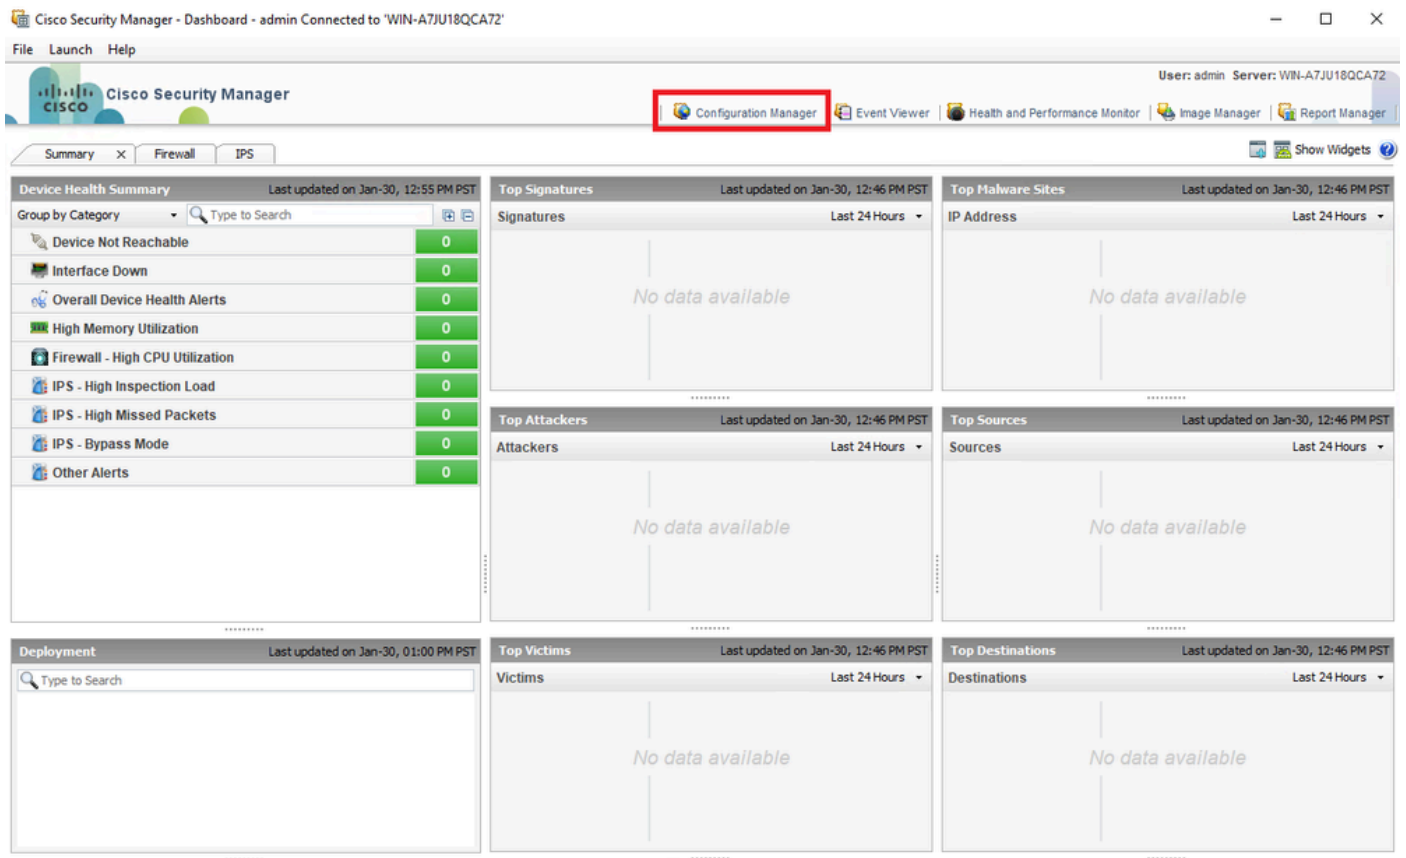 Cisco Security Manager - Dashboard - admin Connected to 'WIN-A7JU18QCA72'
File Launch Help
User: admin Server: WIN-A7JU18QCA72
CISCO Cisco Security Manager
Configuration Manager Event Viewer Health and Performance Monitor Image Manager Report Manager
Summary X Firewall IPS
Show Widgets ?
Device Health Summary Last updated on Jan-30, 12:55 PM PST
Group by Category Type to Search
Device Not Reachable 0
Interface Down 0
Overall Device Health Alerts 0
High Memory Utilization 0
Firewall - High CPU Utilization 0
IPS - High Inspection Load 0
IPS - High Missed Packets 0
IPS - Bypass Mode 0
Other Alerts 0
Deployment Last updated on Jan-30, 01:00 PM PST
Type to Search
Top Signatures Last updated on Jan-30, 12:46 PM PST
Signatures Last 24 Hours
No data available
Top Attackers Last updated on Jan-30, 12:46 PM PST
Attackers Last 24 Hours
No data available
Top Victims Last updated on Jan-30, 12:46 PM PST
Victims Last 24 Hours
No data available
Top Malware Sites Last updated on Jan-30, 12:46 PM PST
IP Address Last 24 Hours
No data available
Top Sources Last updated on Jan-30, 12:46 PM PST
Sources Last 24 Hours
No data available
Top Destinations Last updated on Jan-30, 12:46 PM PST
Destinations Last 24 Hours
No data available